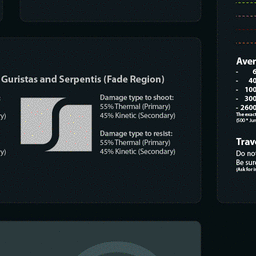 Guristas and Serpentis (Fade Region)
Damage type to shoot:
55% Thermal (Primary)
45% Kinetic (Secondary)
Damage type to resist:
55% Thermal (Primary)
45% Kinetic (Secondary)
y)
y)
Aver
- 6
- 40
- 100
- 300
- 2600
The exact
(500 * Jum
Trave
Do no
Be sur
(Ask for i